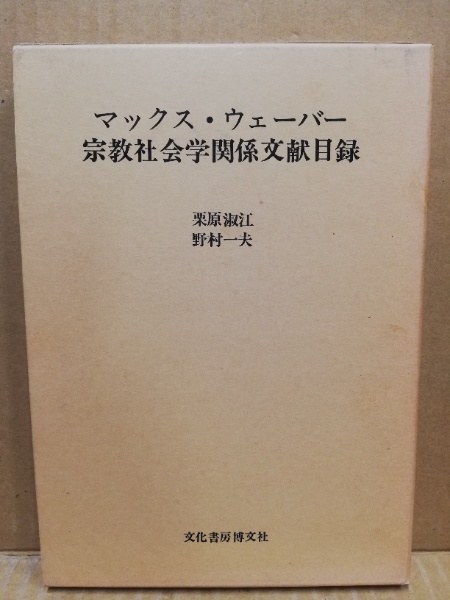 マックス・ウェーバー
宗教社会学関係文献目録
栗原淑江
野村一夫
文化書房博文社